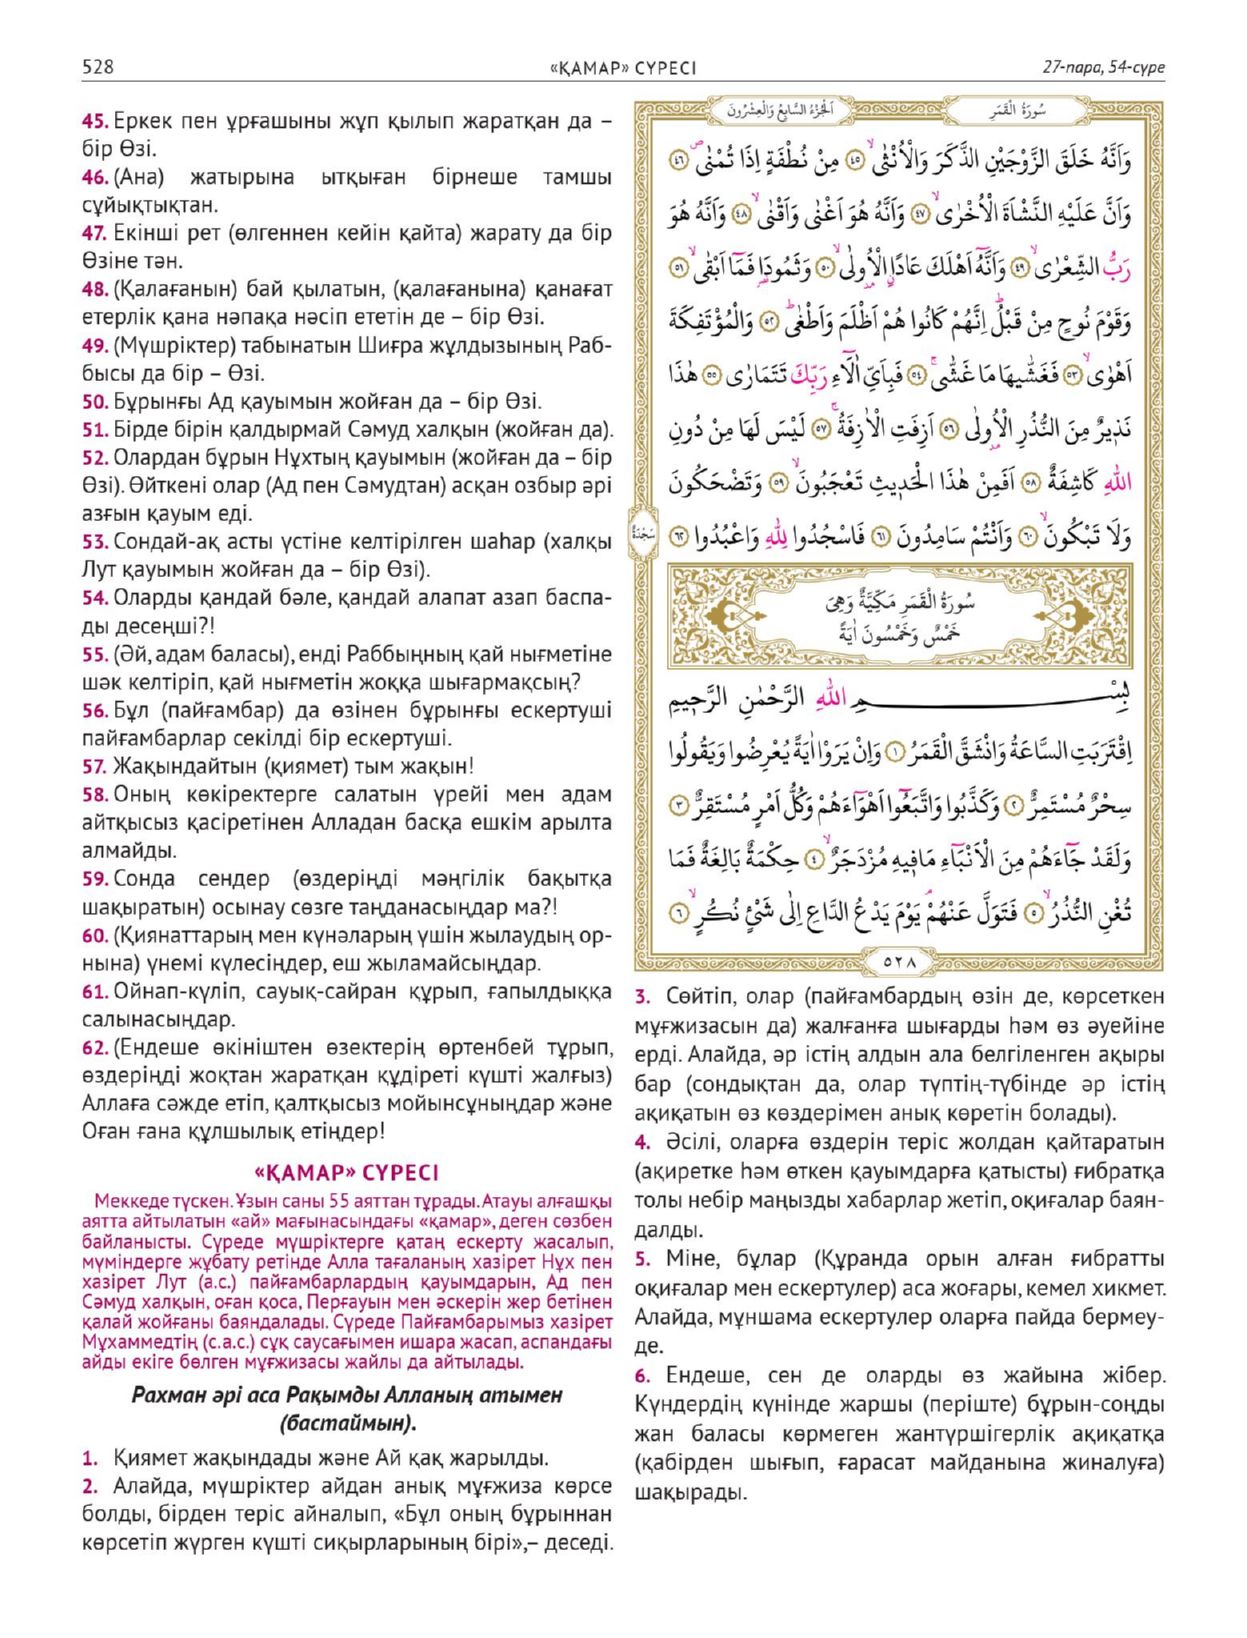 528
«ҚАМАР» СҮРЕСІ
27-пара, 54-сүре
45. Еркек пен ұрғашыны жұп қылып жаратқан да –
бір Өзі.
46. (Ана) жатырына ытқыған бірнеше тамшы
сұйықтықтан.
47. Екінші рет (өлгеннен кейін қайта) жарату да бір
Өзіне тән.
48. (Қалағанын) бай қылатын, (қалағанына) қанағат
етерлік қана нәпақа нәсіп ететін де – бір Өзі.
49. (Мүшріктер) табынатын Шиғра жұлдызының Раб-
бысы да бір – Өзі.
50. Бұрынғы Ад қауымын жойған да – бір Өзі.
51. Бірде бірін қалдырмай Сәмуд халқын (жойған да).
52. Олардан бұрын Нұхтың қауымын (жойған да – бір
Өзі). Өйткені олар (Ад пен Сәмудтан) асқан озбыр әрі
азғын қауым еді.
53. Сондай-ақ асты үстіне келтірілген шаһар (халқы
Лут қауымын жойған да – бір Өзі).
54. Оларды қандай бәле, қандай алапат азап баспа-
ды десеңші?!
55. (Әй, адам баласы), енді Раббыңның қай нығметіне
шәк келтіріп, қай нығметін жоққа шығармақсың?
56. Бұл (пайғамбар) да өзінен бұрынғы ескертуші
пайғамбарлар секілді бір ескертуші.
57. Жақындайтын (қиямет) тым жақын!
58. Оның көкіректерге салатын үрейі мен адам
айтқысыз қасіретінен Алладан басқа ешкім арылта
алмайды.
59. Сонда сендер (өздеріңді мәңгілік бақытқа
шақыратын) осынау сөзге таңданасыңдар ма?!
60. (Қиянаттарың мен күнәларың үшін жылаудың ор-
нына) үнемі күлесіңдер, еш жыламайсыңдар.
61. Ойнап-күліп, сауық-сайран құрып, ғапылдыққа
салынасыңдар.
62. (Ендеше өкініштен өзектерің өртенбей тұрып,
өздеріңді жоқтан жаратқан құдіреті күшті жалғыз)
Аллаға сәжде етіп, қалтқысыз мойынсұныңдар және
Оған ғана құлшылық етіңдер!
«ҚАМАР» СҮРЕСІ
Меккеде түскен. Ұзын саны 55 аяттан тұрады. Атауы алғашқы
аятта айтылатын «ай» мағынасындағы «қамар», деген сөзбен
байланысты. Сүреде мүшріктерге қатаң ескерту жасалып,
мүміндерге жұбату ретінде Алла тағаланың хазірет Нұх пен
хазірет Лут (а.с.) пайғамбарлардың қауымдарын, Ад пен
Сәмуд халқын, оған қоса, Перғауын мен әскерін жер бетінен
қалай жойғаны баяндалады. Сүреде Пайғамбарымыз хазірет
Мұхаммедтің (с.а.с.) сұқ саусағымен ишара жасап, аспандағы
айды екіге бөлген мұғжизасы жайлы да айтылады.
Рахман әрі аса Рақымды Алланың атымен
(бастаймын).
1. Қиямет жақындады және Ай қақ жарылды.
2. Алайда, мүшріктер айдан анық мұғжиза көрсе
болды, бірден теріс айналып, «Бұл оның бұрыннан
көрсетіп жүрген күшті сиқырларының бірі»,– деседі.
اَلْجُزْءُ السَّابِعُ وَالْعِشْرُونَ
سُورَةُ الْقَمَرِ
وَاَنَّهُ خَلَقَ الزَّوْجَيْنِ الذَّكَرَ وَالْاُنْثٰىۙ ٤٥ مِنْ نُطْفَةٍ اِذَا تُمْنٰىۖ ٤٦
وَاَنَّ عَلَيْهِ النَّشْاَةَ الْاُخْرٰىۙ ٤٧ وَاَنَّهُ هُوَ اَغْنٰى وَاَقْنٰىۙ ٤٨ وَاَنَّهُ هُوَ
رَبُّ الشِّعْرٰىۙ ٤٩ وَاَنَّهُٓ اَهْلَكَ عَادًاۨ الْاُولٰىۙ ٥٠ وَثَمُودَا۬ فَمَٓا اَبْقٰىۙ ٥١
وَقَوْمَ نُوحٍ مِنْ قَبْلُۜ اِنَّهُمْ كَانُوا هُمْ اَظْلَمَ وَاَطْغٰىۜ ٥٢ وَالْمُؤْتَفِكَةَ
اَهْوٰىۙ ٥٣ فَغَشّٰيهَا مَا غَشّٰىۚ ٥٤ فَبِاَيِّ اٰلَٓاءِ رَبِّكَ تَتَمَارٰى ٥٥ هٰذَا
نَذِيرٌ مِنَ النُّذُرِ الْاُو۫لٰى ٥٦ اَزِفَتِ الْاٰزِفَةُۚ ٥٧ لَيْسَ لَهَا مِنْ دُونِ
اللّٰهِ كَاشِفَةٌ ٥٨ اَفَمِنْ هٰذَا الْحَدِيثِ تَعْجَبُونَۙ ٥٩ وَتَضْحَكُونَ
وَلَا تَبْكُونَۙ ٦٠ وَاَنْتُمْ سَامِدُونَ ٦١ فَاسْجُدُوا لِلّٰهِ وَاعْبُدُوا ٦٢
سَجْدَةٌ
سُورَةُ الْقَمَرِ مَكِّيَّةٌ وَهِيَ
خَمْسٌ وَخَمْسُونَ اٰيَةً
بِسْمِ اللّٰهِ الرَّحْمٰنِ الرَّحِيمِ
اِقْتَرَبَتِ السَّاعَةُ وَانْشَقَّ الْقَمَرُ ١ وَاِنْ يَرَوْا اٰيَةً يُعْرِضُوا وَيَقُولُوا
سِحْرٌ مُسْتَمِرٌّ ٢ وَكَذَّبُوا وَاتَّبَعُٓوا اَهْوَٓاءَهُمْ وَكُلُّ اَمْرٍ مُسْتَقِرٌّ ٣
وَلَقَدْ جَٓاءَهُمْ مِنَ الْاَنْبَٓاءِ مَا فِيهِ مُزْدَجَرٌۙ ٤ حِكْمَةٌ بَالِغَةٌ فَمَا
تُغْنِ النُّذُرُۙ ٥ فَتَوَلَّ عَنْهُمْۢ يَوْمَ يَدْعُ الدَّاعِ اِلٰى شَيْءٍ نُكُرٍۙ ٦
٥٢٨
3. Сөйтіп, олар (пайғамбардың өзін де, көрсеткен
мұғжизасын да) жалғанға шығарды һәм өз әуейіне
ерді. Алайда, әр істің алдын ала белгіленген ақыры
бар (сондықтан да, олар түптің-түбінде әр істің
ақиқатын өз көздерімен анық көретін болады).
4. Әсілі, оларға өздерін теріс жолдан қайтаратын
(ақиретке һәм өткен қауымдарға қатысты) ғибратқа
толы небір маңызды хабарлар жетіп, оқиғалар баян-
далды.
5. Міне, бұлар (Құранда орын алған ғибратты
оқиғалар мен ескертулер) аса жоғары, кемел хикмет.
Алайда, мұншама ескертулер оларға пайда бермеу-
де.
6. Ендеше, сен де оларды өз жайына жібер.
Күндердің күнінде жаршы (періште) бұрын-соңды
жан баласы көрмеген жантүршігерлік ақиқатқа
(қабірден шығып, ғарасат майданына жиналуға)
шақырады.